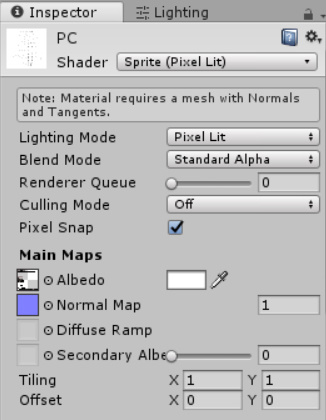 Inspector Lighting
PC
Shader Sprite (Pixel Lit)
Note: Material requires a mesh with Normals
and Tangents.
Lighting Mode Pixel Lit
Blend Mode Standard Alpha
Renderer Queue 0
Culling Mode Off
Pixel Snap
Main Maps
Albedo
Normal Map 1
Diffuse Ramp
Secondary Albe 0
Tiling X 1 Y 1
Offset X 0 Y 0